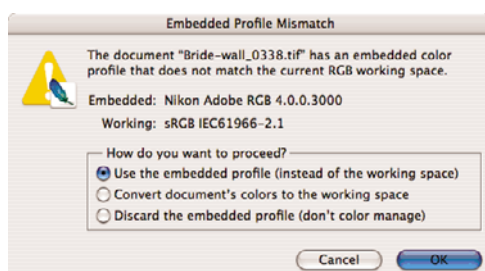 Embedded Profile Mismatch
The document "Bride-wall_0338.tif" has an embedded color
profile that does not match the current RGB working space.
Embedded: Nikon Adobe RGB 4.0.0.3000
Working: sRGB IEC61966-2.1
How do you want to proceed?
Use the embedded profile (instead of the working space)
Convert document's colors to the working space
Discard the embedded profile (don't color manage)
Cancel OK